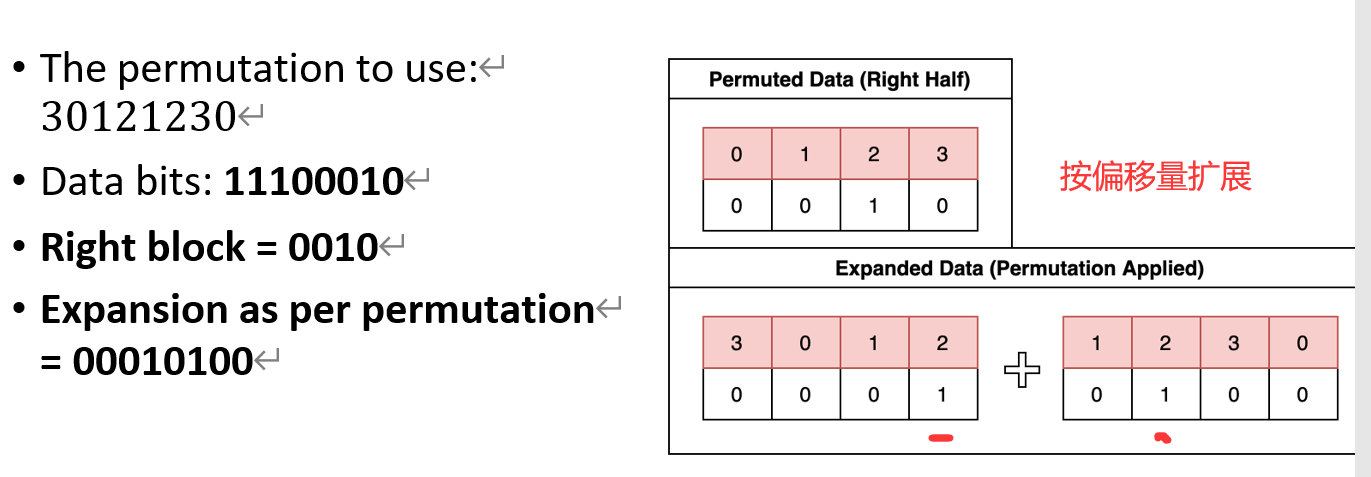 • The permutation to use:
30121230
• Data bits: 11100010
• Right block = 0010
• Expansion as per permutation
= 00010100
Permuted Data (Right Half)
0 1 2 3
0 0 1 0
按偏移量扩展
Expanded Data (Permutation Applied)
3 0 1 2 1 2 3 0
0 0 0 1 0 1 0 0